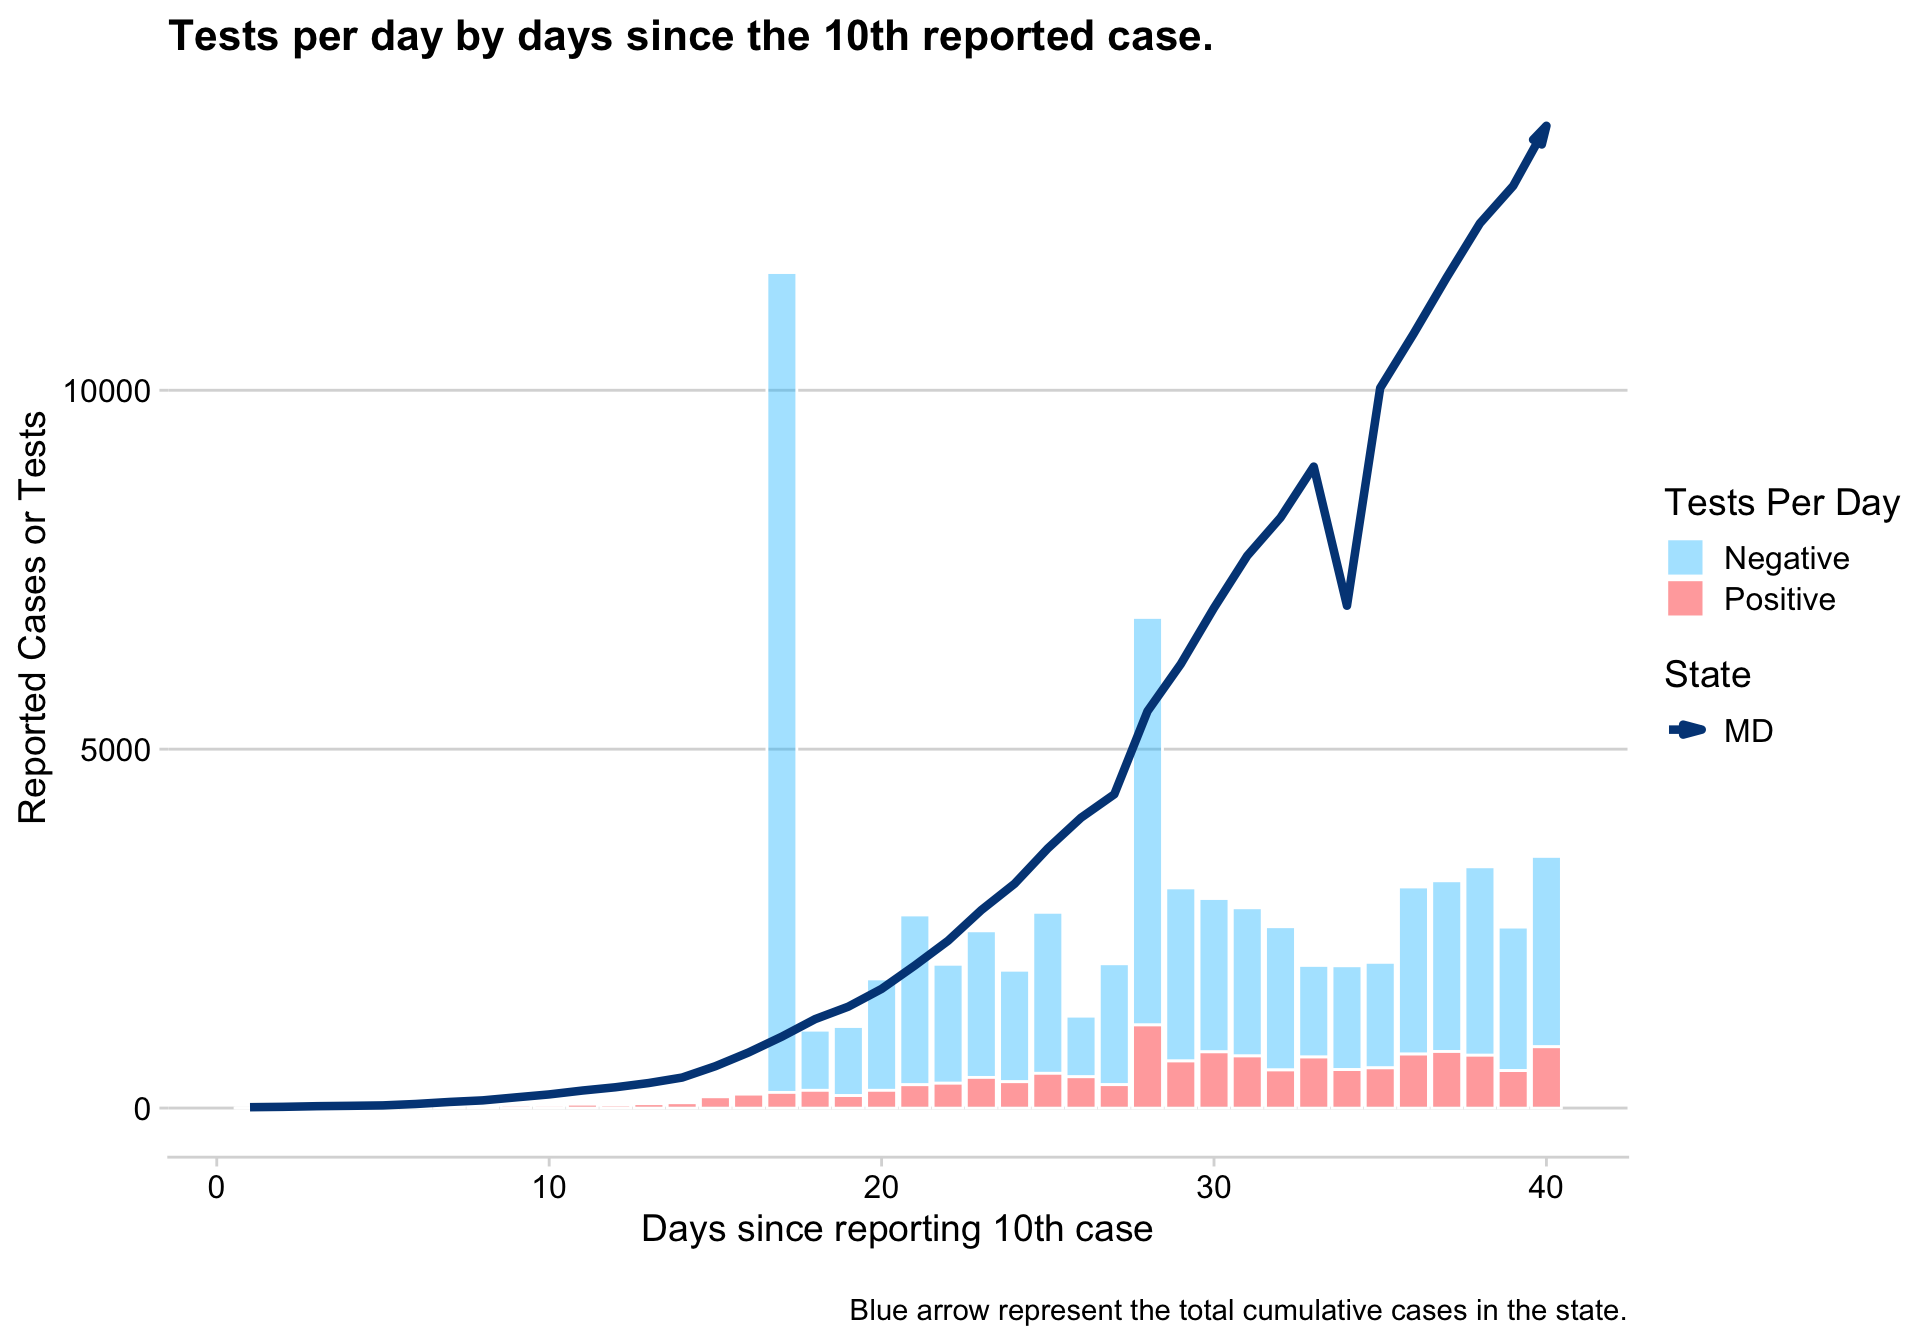 Tests per day by days since the 10th reported case.
Reported Cases or Tests
10000
5000
0
0 10 20 30 40
Days since reporting 10th case
Tests Per Day
Negative
Positive
State
MD
Blue arrow represent the total cumulative cases in the state.